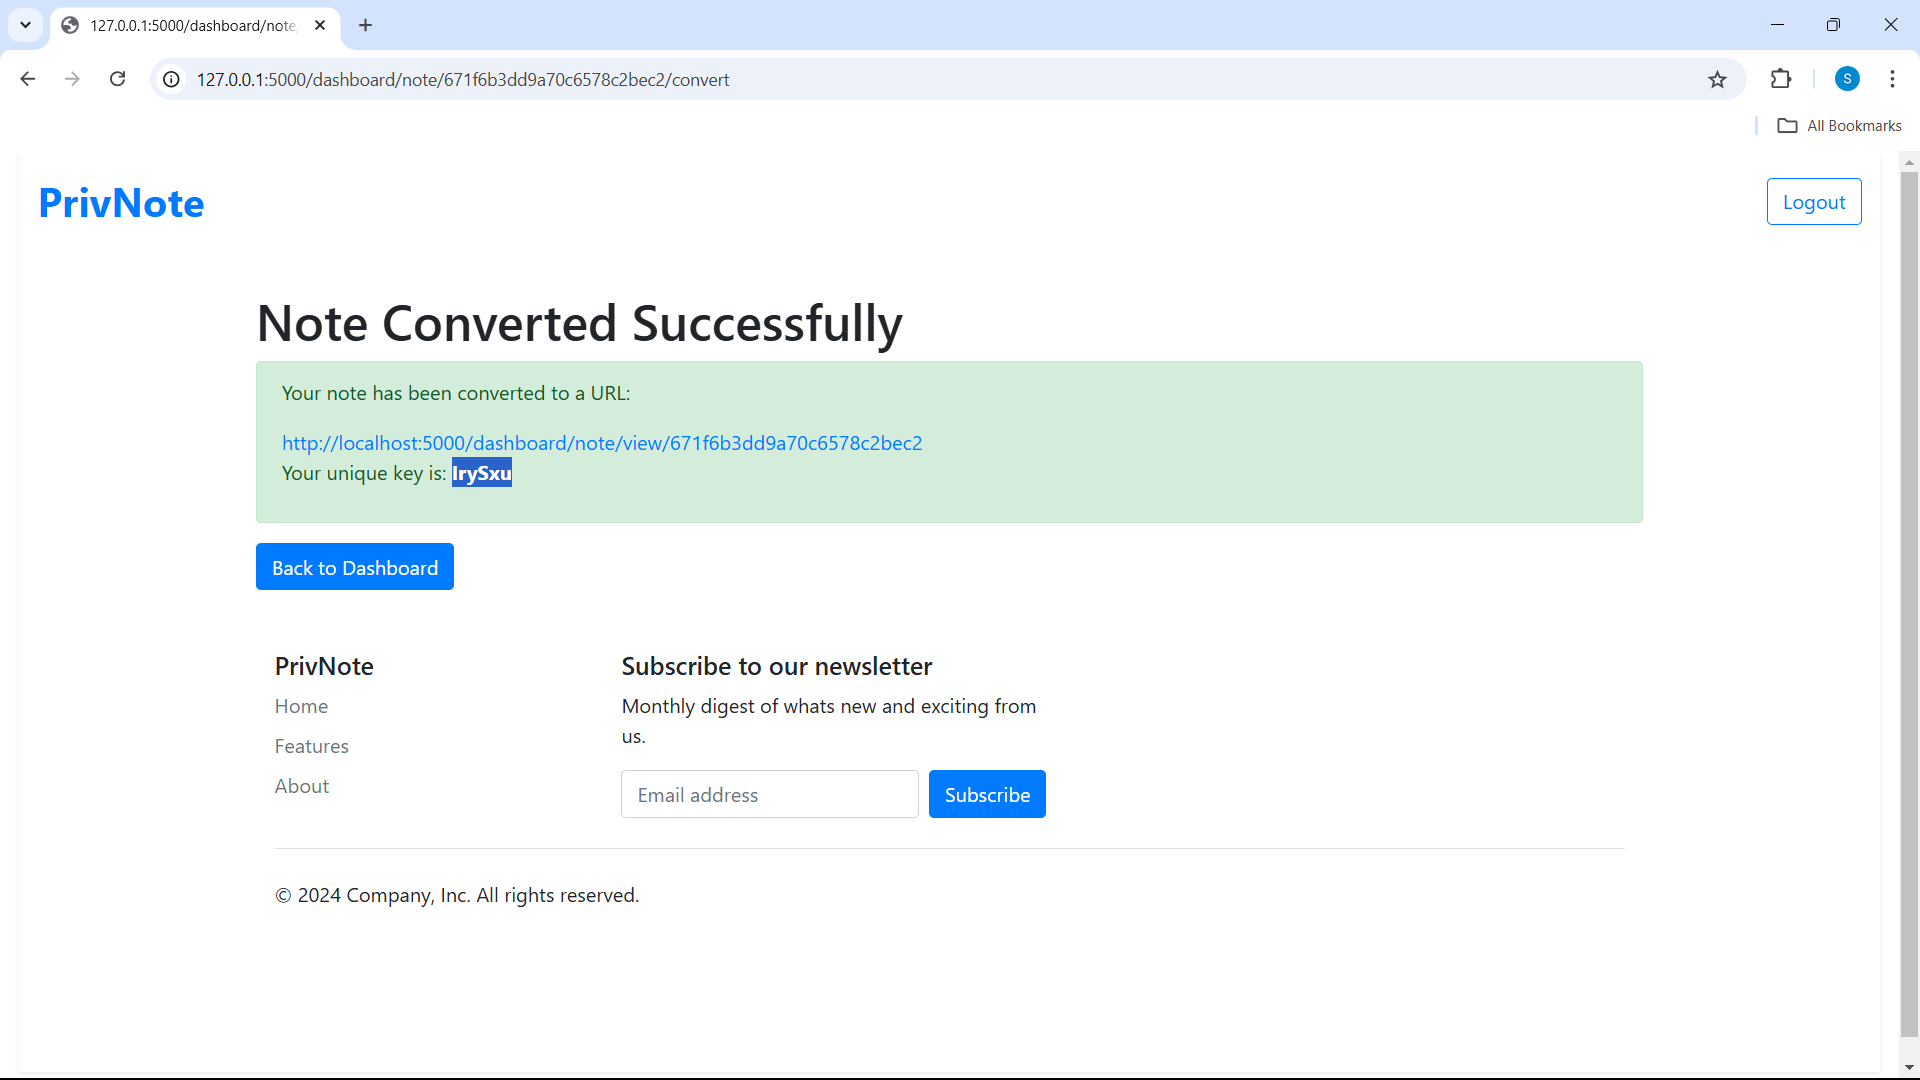 127.0.0.1:5000/dashboard/note
127.0.0.1:5000/dashboard/note/671f6b3dd9a70c6578c2bec2/convert
S
All Bookmarks
PrivNote
Logout
Note Converted Successfully
Your note has been converted to a URL:
http://localhost:5000/dashboard/note/view/671f6b3dd9a70c6578c2bec2
Your unique key is: IrySxu
Back to Dashboard
PrivNote
Home
Features
About
Subscribe to our newsletter
Monthly digest of whats new and exciting from
us.
Email address
Subscribe
© 2024 Company, Inc. All rights reserved.